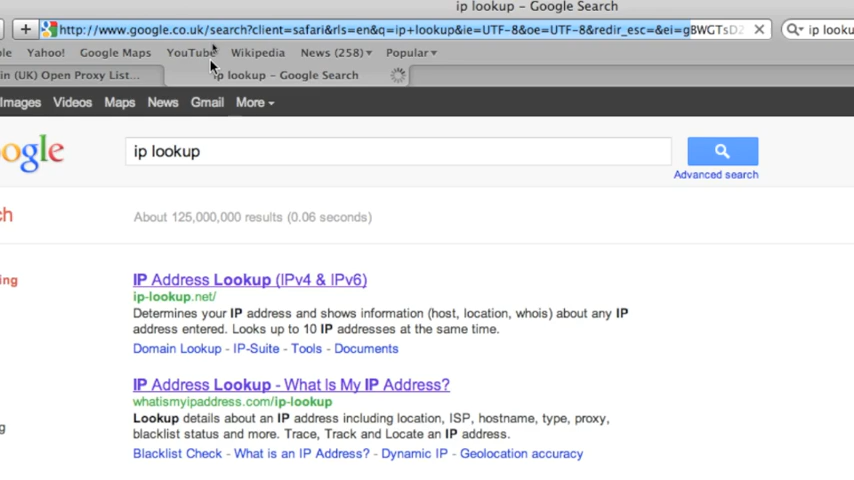 ip lookup – Google Search
http://www.google.co.uk/search?client=safari&rls=en&q=ip+lookup&ie=UTF-8&oe=UTF-8&redir_esc=&ei=gBWGTsDZ ip looku
ple Yahoo! Google Maps YouTube Wikipedia News (258) Popular
in (UK) Open Proxy List... ip lookup – Google Search
Images Videos Maps News Gmail More
ogle ip lookup
Advanced search
ch About 125,000,000 results (0.06 seconds)
ing IP Address Lookup (IPv4 & IPv6)
ip-lookup.net/
Determines your IP address and shows information (host, location, whois) about any IP
address entered. Looks up to 10 IP addresses at the same time.
Domain Lookup - IP-Suite - Tools - Documents
IP Address Lookup - What Is My IP Address?
whatismyipaddress.com/ip-lookup
Lookup details about an IP address including location, ISP, hostname, type, proxy,
g blacklist status and more. Trace, Track and Locate an IP address.
Blacklist Check - What is an IP Address? - Dynamic IP - Geolocation accuracy